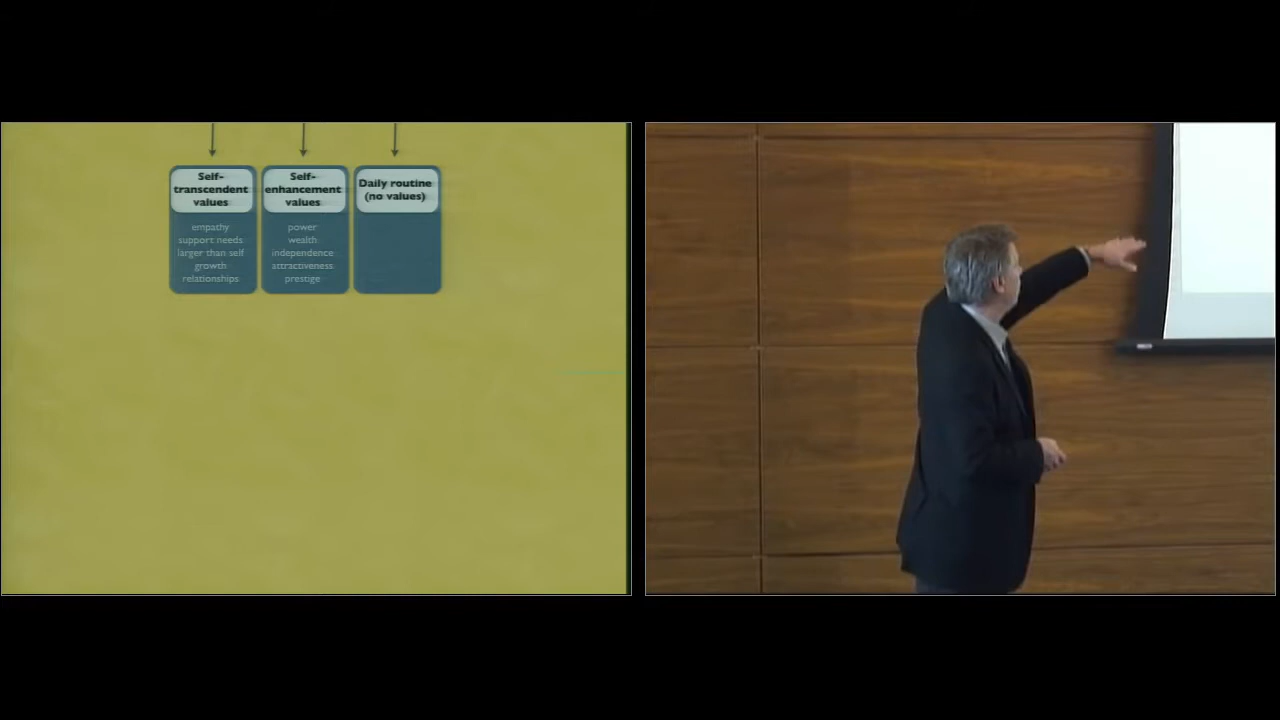 Self-
transcendent
values
empathy
support needs
larger than self
growth
relationships
Self-
enhancement
values
power
wealth
independence
attractiveness
prestige
Daily routine
(no values)